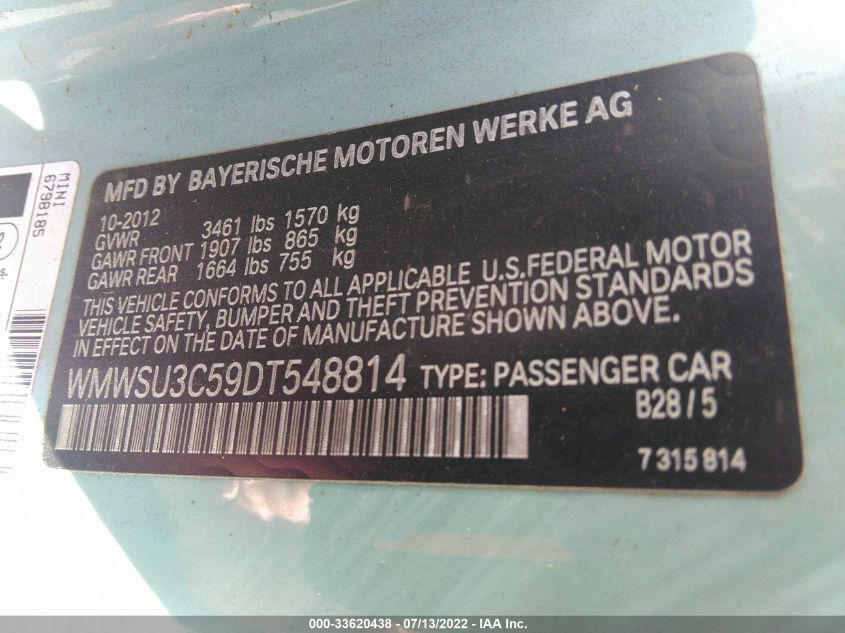 MFD BY BAYERISCHE MOTOREN WERKE AG
10-2012
GVWR 3461 lbs 1570 kg
GAWR FRONT 1907 lbs 865 kg
GAWR REAR 1664 lbs 755 kg
THIS VEHICLE CONFORMS TO ALL APPLICABLE U.S.FEDERAL MOTOR
VEHICLE SAFETY, BUMPER AND THEFT PREVENTION STANDARDS
IN EFFECT ON THE DATE OF MANUFACTURE SHOWN ABOVE.
WMWSU3C59DT548814 TYPE: PASSENGER CAR
B28/5
7315814
MINI
6798185
2
s.
000-33620438 - 07/13/2022 - IAA Inc.